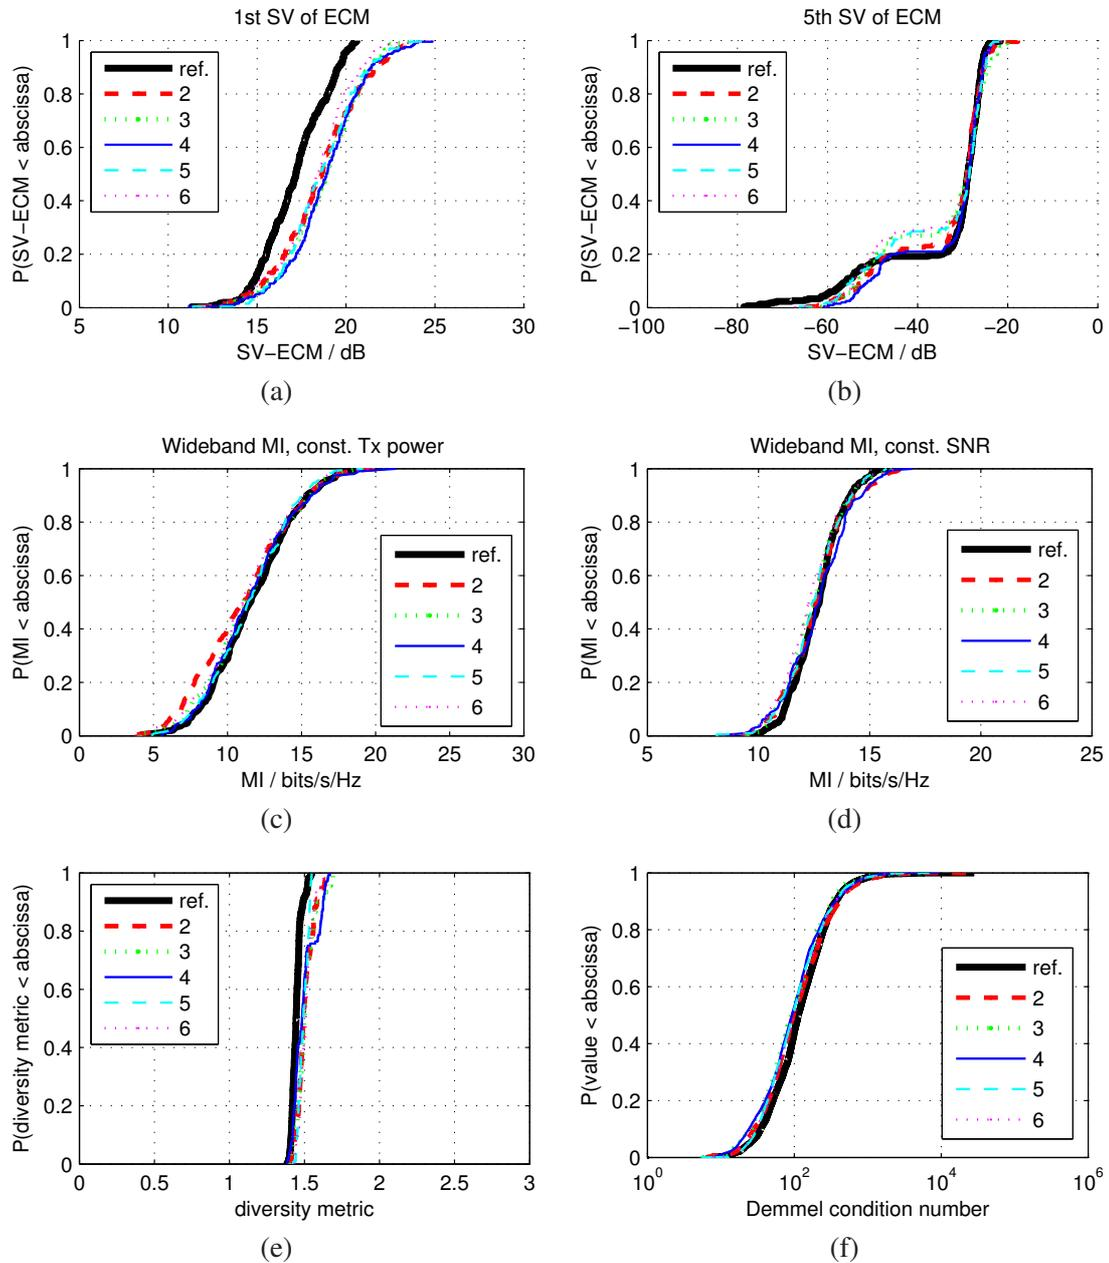 1st SV of ECM
P(SV−ECM < abscissa)
1
0.8
0.6
0.4
0.2
0
ref.
2
3
4
5
6
5 10 15 20 25 30
SV−ECM / dB
(a)
5th SV of ECM
P(SV−ECM < abscissa)
1
0.8
0.6
0.4
0.2
0
ref.
2
3
4
5
6
−100 −80 −60 −40 −20 0
SV−ECM / dB
(b)
Wideband MI, const. Tx power
P(MI < abscissa)
1
0.8
0.6
0.4
0.2
0
ref.
2
3
4
5
6
0 5 10 15 20 25 30
MI / bits/s/Hz
(c)
Wideband MI, const. SNR
P(MI < abscissa)
1
0.8
0.6
0.4
0.2
0
ref.
2
3
4
5
6
5 10 15 20 25
MI / bits/s/Hz
(d)
P(diversity metric < abscissa)
1
0.8
0.6
0.4
0.2
0
ref.
2
3
4
5
6
0 0.5 1 1.5 2 2.5 3
diversity metric
(e)
P(value < abscissa)
1
0.8
0.6
0.4
0.2
0
ref.
2
3
4
5
6
10^0 10^2 10^4 10^6
Demmel condition number
(f)